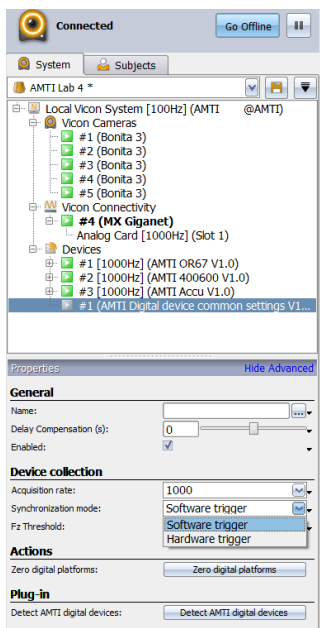 Connected
Go Offline
System
Subjects
AMTI Lab 4 *
Local Vicon System [100Hz] (AMTI @AMTI)
Vicon Cameras
#1 (Bonita 3)
#2 (Bonita 3)
#3 (Bonita 3)
#4 (Bonita 3)
#5 (Bonita 3)
Vicon Connectivity
#4 (MX Giganet)
Analog Card [1000Hz] (Slot 1)
Devices
#1 [1000Hz] (AMTI OR67 V1.0)
#2 [1000Hz] (AMTI 400600 V1.0)
#3 [1000Hz] (AMTI Accu V1.0)
#1 (AMTI Digital device common settings V1...
Properties
Hide Advanced
General
Name:
...
Delay Compensation (s):
0
Enabled:
Device collection
Acquisition rate:
1000
Synchronization mode:
Software trigger
Fz Threshold:
Software trigger
Hardware trigger
Actions
Zero digital platforms:
Zero digital platforms
Plug-in
Detect AMTI digital devices:
Detect AMTI digital devices